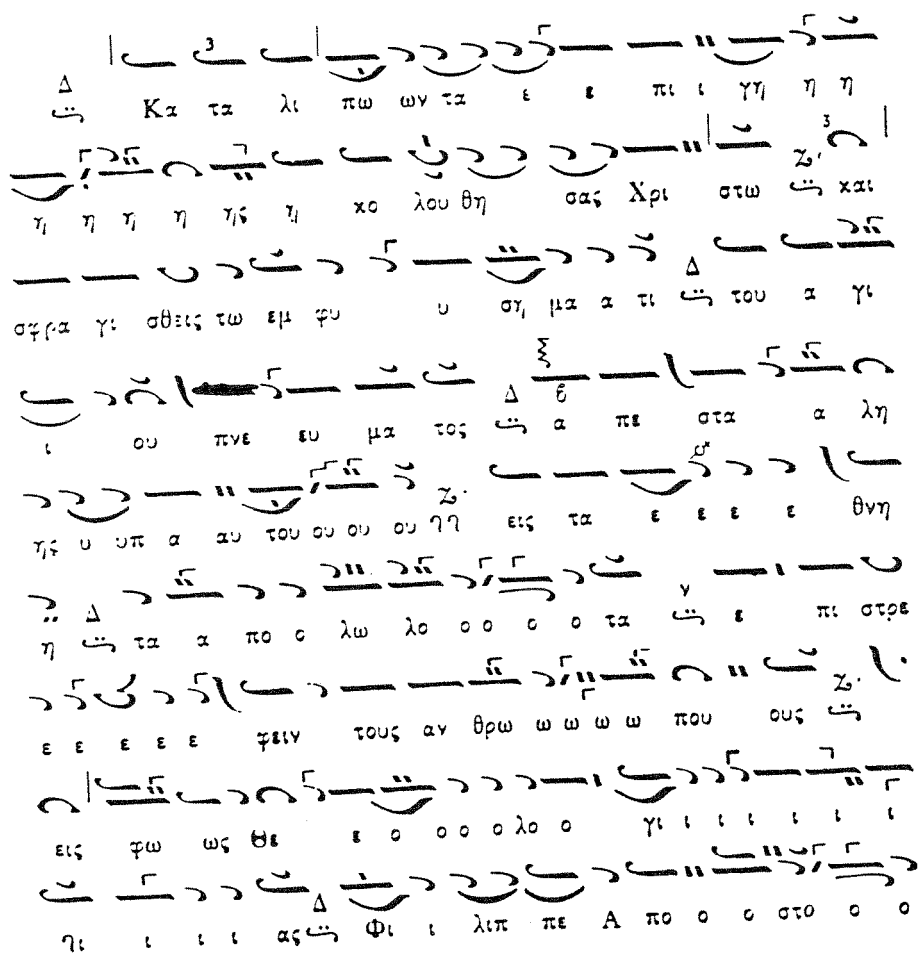 Δ Κα τα λι πω ων τα ε ε πι ι γη η η
η η η η ης η κο λου θη σας Χρι στω Ζ και
σφρα γι σθεις τω εμ φυ υ ση μα α τι Δ του α γι
ι ου πνε ευ μα τος Δ α πε στα α λη
ης υ υπ α αυ του ου ου ου Ζ ηη εις τα ε ε ε ε θνη
η Δ τα α πο ο λω λο ο ο ο ο τα ν ε πι στρε
ε ε ε ε ε φειν τους αν θρω ω ω ω ω που ους Ζ
εις φω ως Θε ε ο ο ο ο λο ο γι ι ι ι ι ι ι
ηι ι ι ι ας Δ Φι ι λιπ πε Α πο ο ο στο ο ο